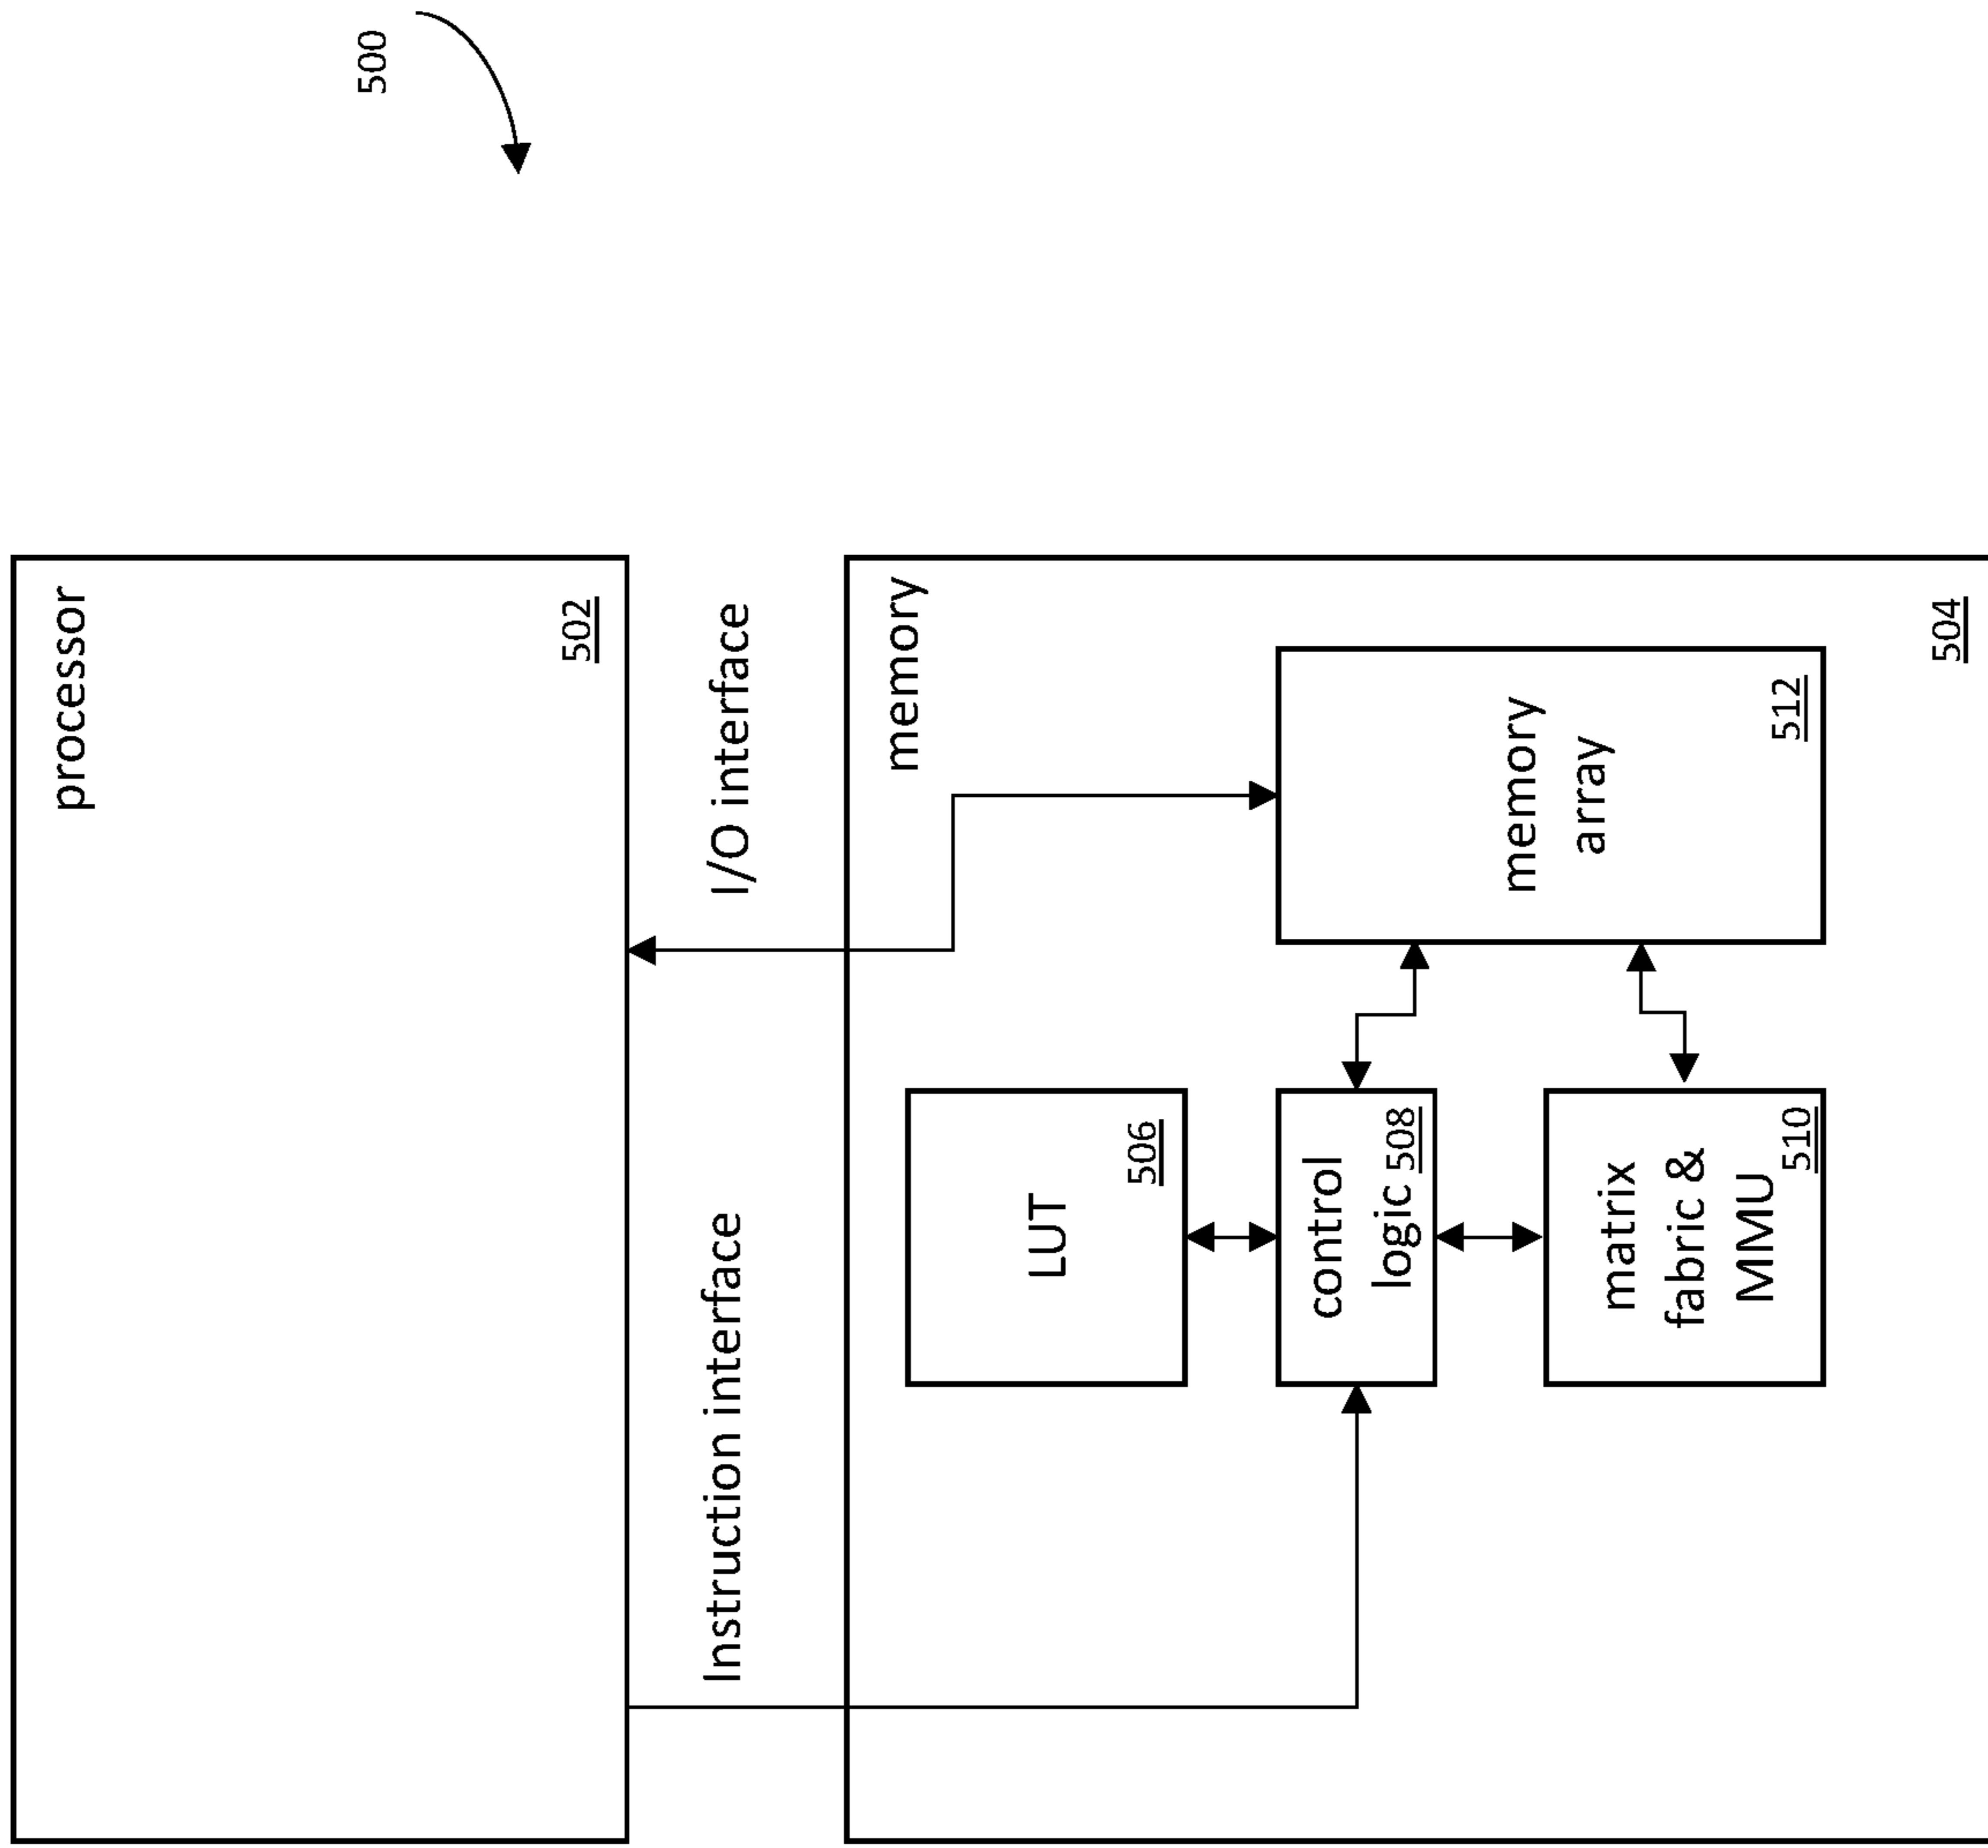 500
processor
502
Instruction interface
I/O interface
memory
LUT
506
control
logic 508
matrix
fabric &
MMU
510
memory
array
512
504